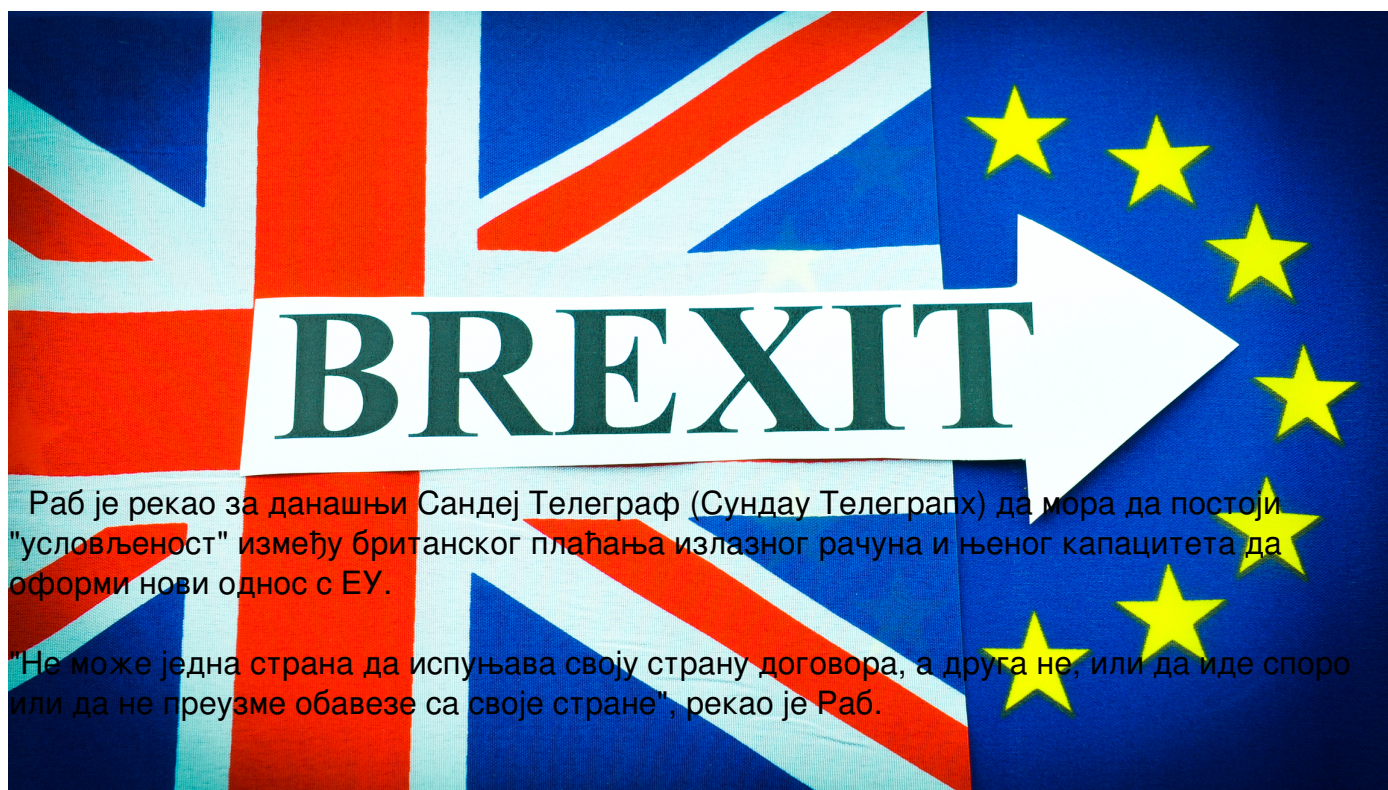 BREXIT
Раб је рекао за данашњи Сандеј Телеграф (Сундау Телеграпх) да мора да постоји
"условљеност" између британског плаћања излазног рачуна и њеног капацитета да
оформи нови однос с ЕУ.
"Не може једна страна да испуњава своју страну договора, а друга не, или да иде споро
или да не преузме обавезе са своје стране", рекао је Раб.